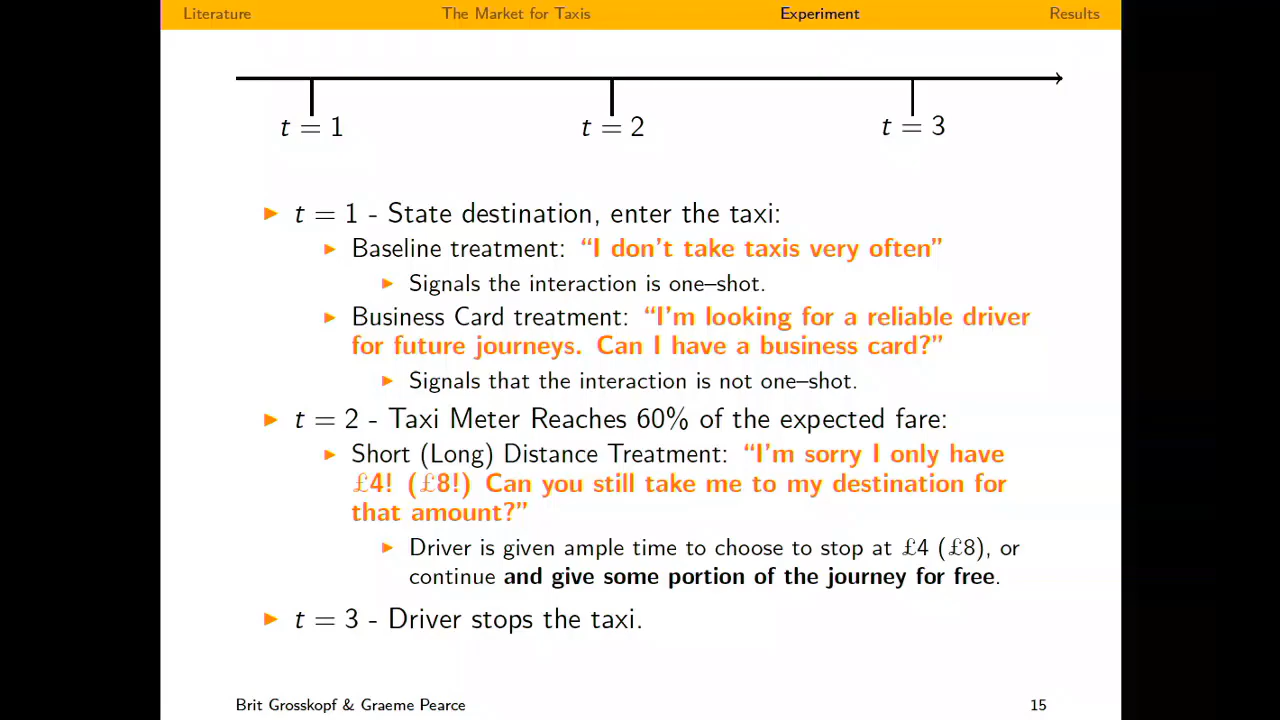 Literature The Market for Taxis Experiment Results
t = 1 t = 2 t = 3
t = 1 - State destination, enter the taxi:
Baseline treatment: “I don’t take taxis very often”
Signals the interaction is one–shot.
Business Card treatment: “I’m looking for a reliable driver
for future journeys. Can I have a business card?”
Signals that the interaction is not one–shot.
t = 2 - Taxi Meter Reaches 60% of the expected fare:
Short (Long) Distance Treatment: “I’m sorry I only have
£4! (£8!) Can you still take me to my destination for
that amount?”
Driver is given ample time to choose to stop at £4 (£8), or
continue and give some portion of the journey for free.
t = 3 - Driver stops the taxi.
Brit Grosskopf & Graeme Pearce 15